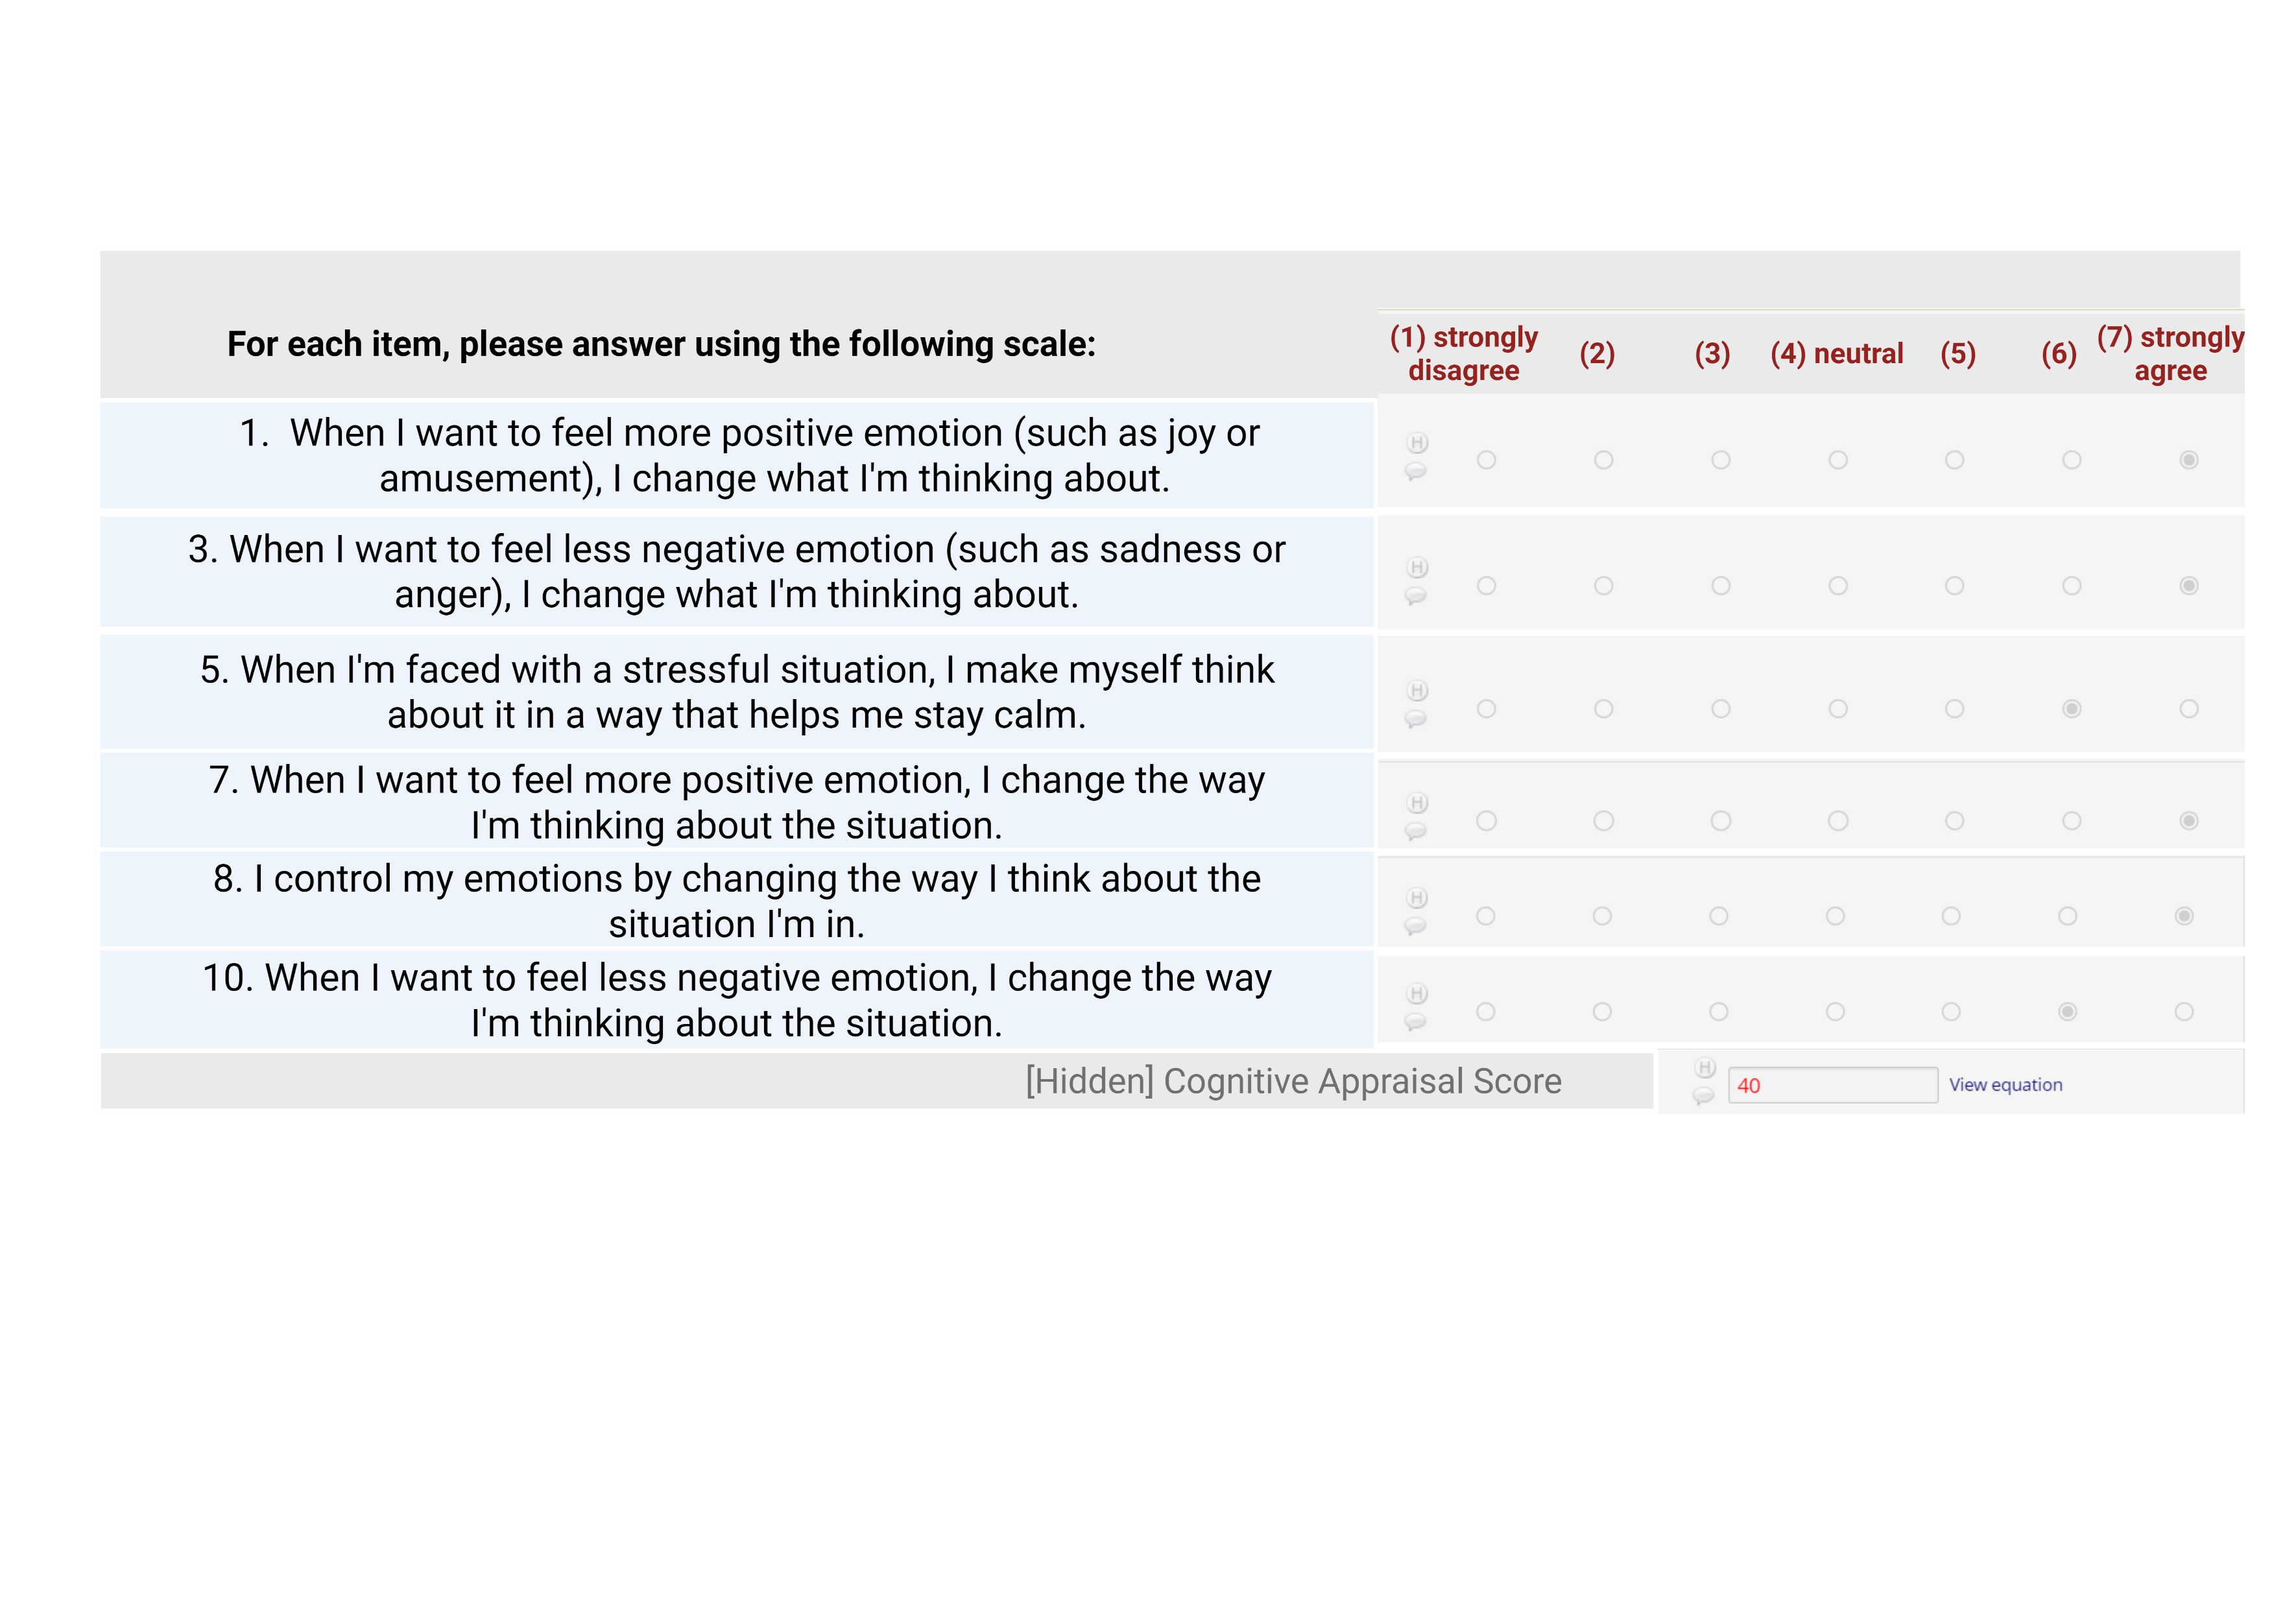 For each item, please answer using the following scale:
(1) strongly disagree (2) (3) (4) neutral (5) (6) (7) strongly agree
1. When I want to feel more positive emotion (such as joy or
amusement), I change what I'm thinking about.
H
3. When I want to feel less negative emotion (such as sadness or
anger), I change what I'm thinking about.
H
5. When I'm faced with a stressful situation, I make myself think
about it in a way that helps me stay calm.
H
7. When I want to feel more positive emotion, I change the way
I'm thinking about the situation.
H
8. I control my emotions by changing the way I think about the
situation I'm in.
H
10. When I want to feel less negative emotion, I change the way
I'm thinking about the situation.
H
[Hidden] Cognitive Appraisal Score
H
40 View equation